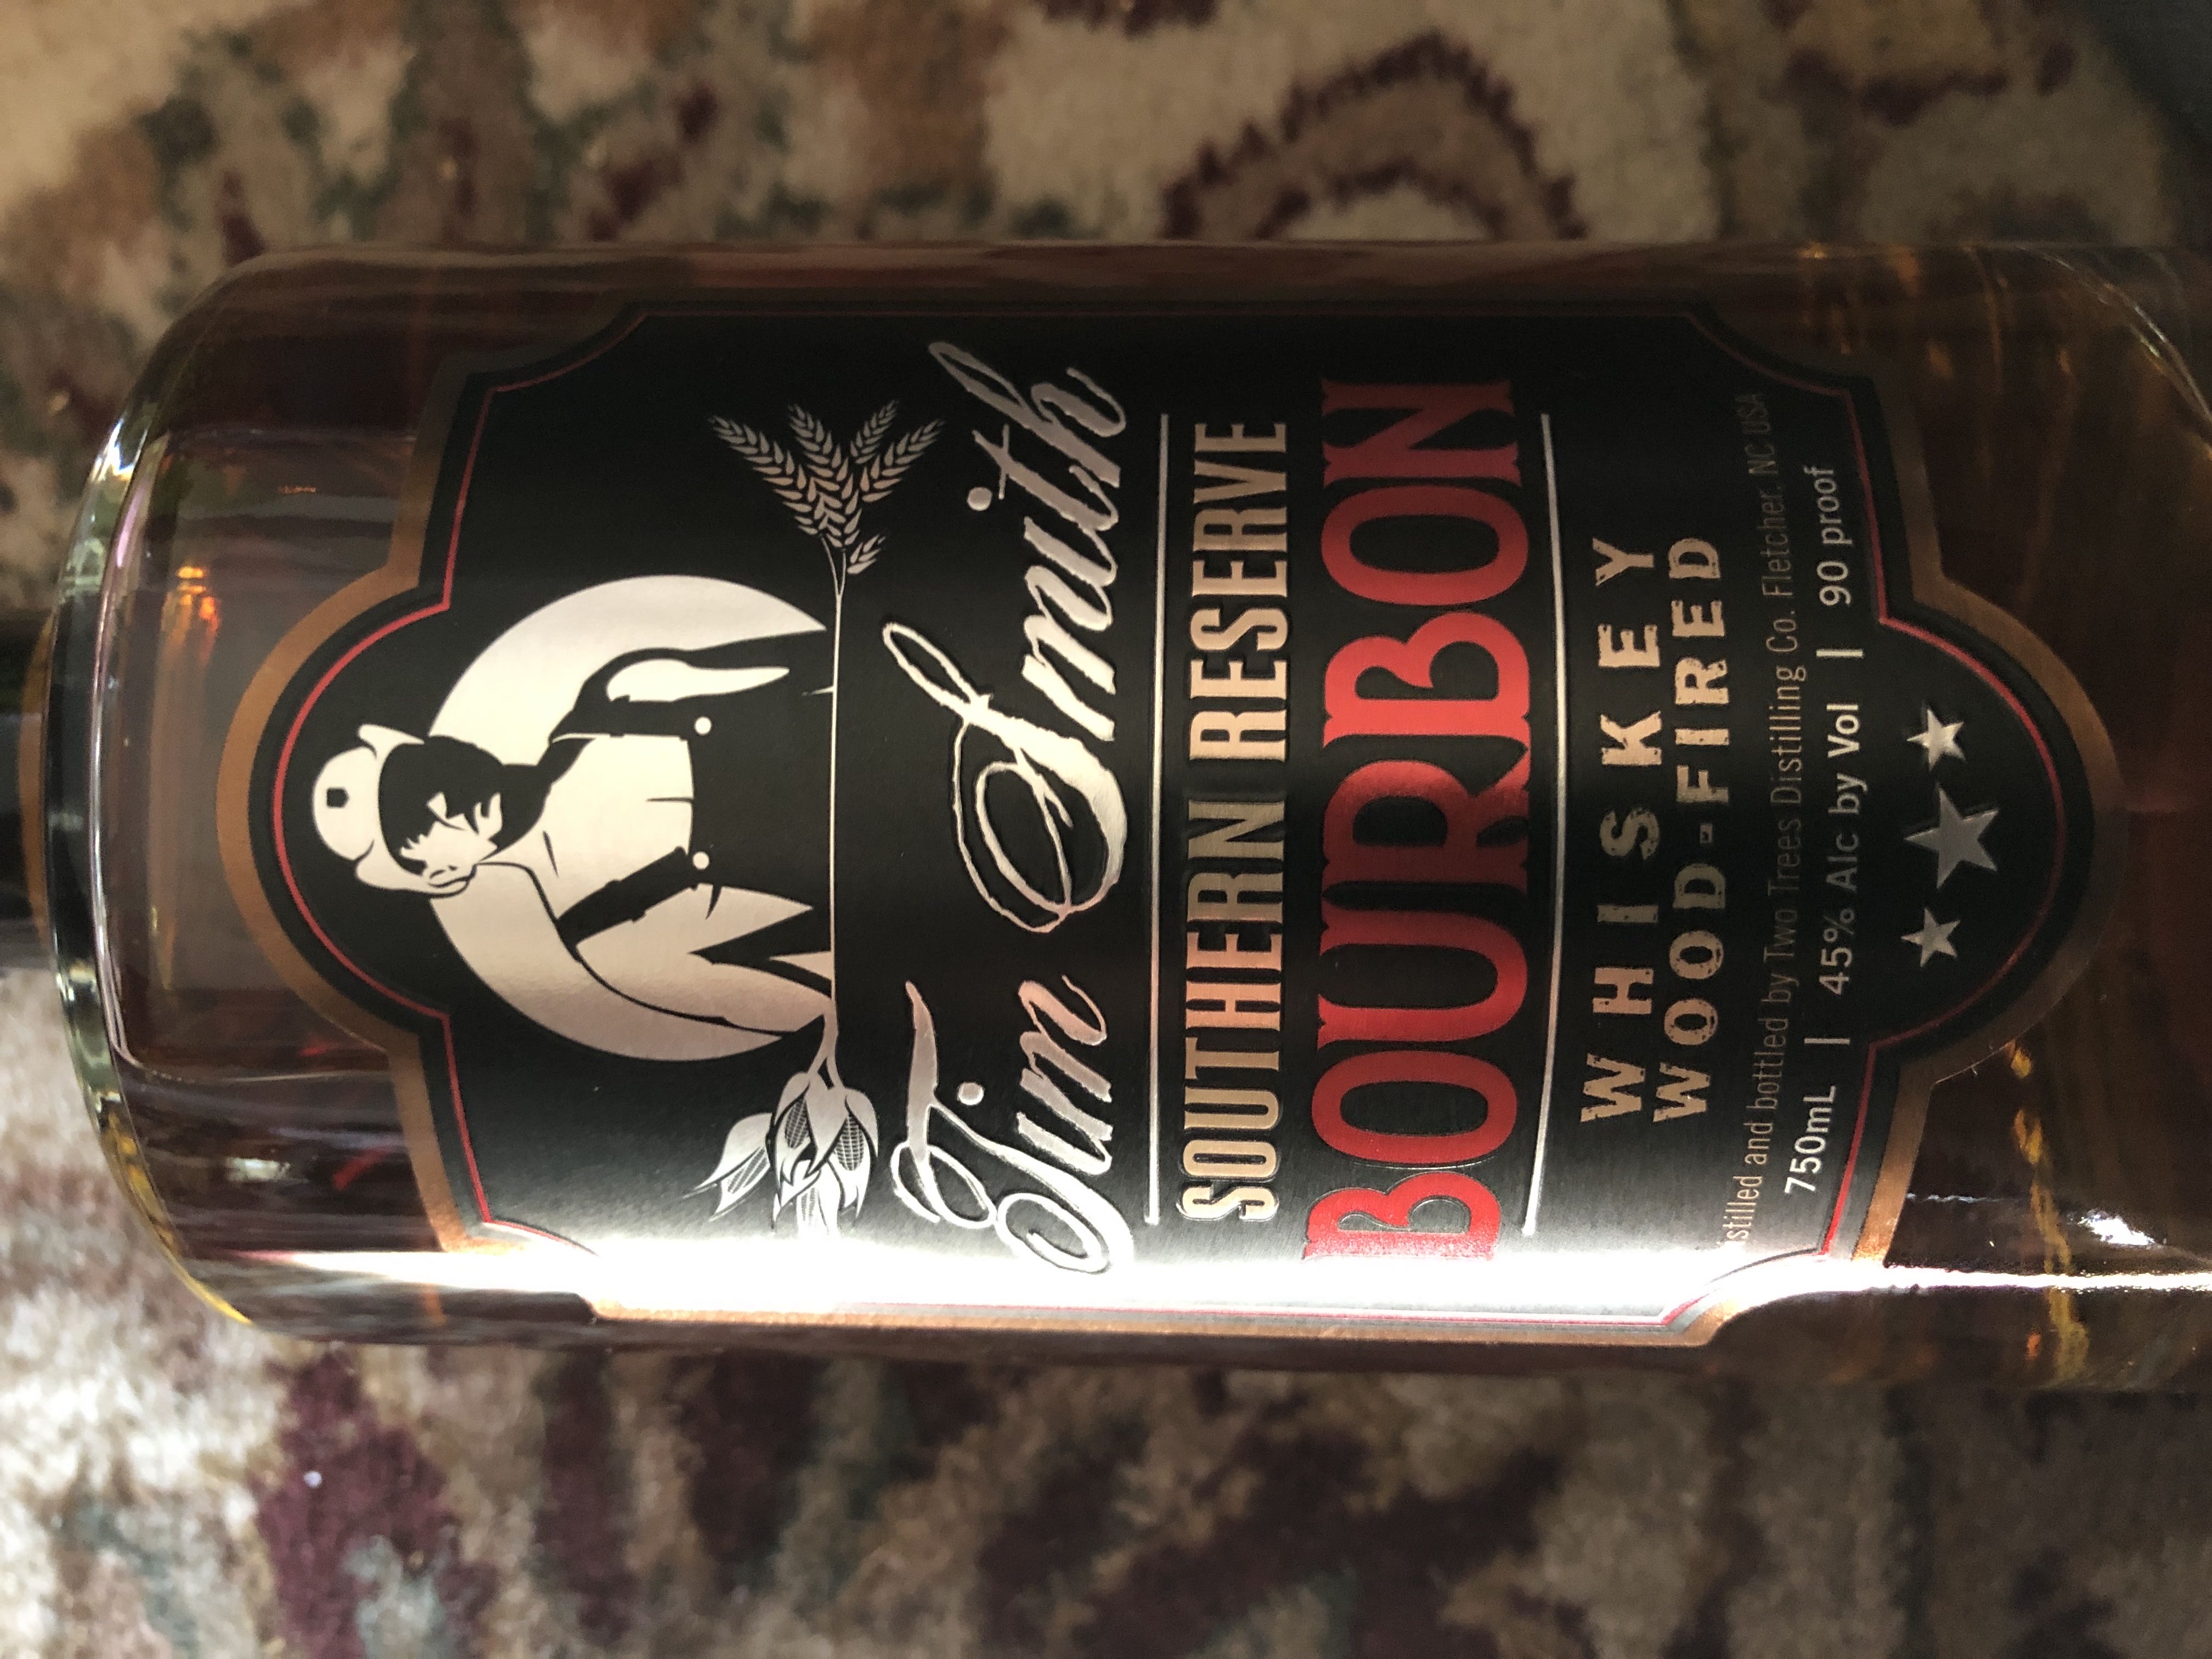 Tim Smith
SOUTHERN RESERVE
BOURBON
WHISKEY
WOOD-FIRED
and bottled by Two Trees Distilling Co. Fletcher, NC USA
750mL | 45% Alc by Vol | 90 proof